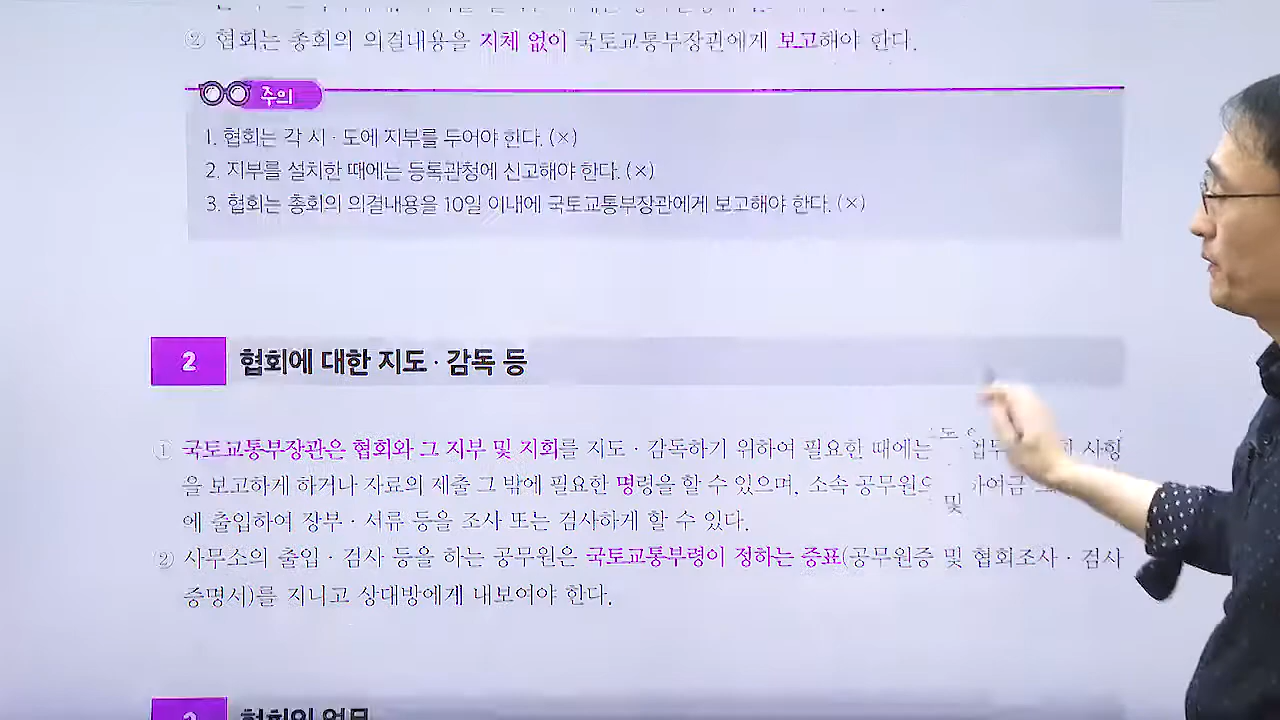 ② 협회는 총회의 의결내용을 지체 없이 국토교통부장관에게 보고해야 한다.
주의
1. 협회는 각 시·도에 지부를 두어야 한다. (×)
2. 지부를 설치한 때에는 등록관청에 신고해야 한다. (×)
3. 협회는 총회의 의결내용을 10일 이내에 국토교통부장관에게 보고해야 한다. (×)
2 협회에 대한 지도·감독 등
① 국토교통부장관은 협회와 그 지부 및 지회를 지도·감독하기 위하여 필요한 때에는 사항
을 보고하게 하거나 자료의 제출 그 밖에 필요한 명령을 할 수 있으며, 소속 공무원으 하여금
에 출입하여 장부·서류 등을 조사 또는 검사하게 할 수 있다.
② 사무소의 출입·검사 등을 하는 공무원은 국토교통부령이 정하는 증표(공무원증 및 협회조사·검사
증명서)를 지니고 상대방에게 내보여야 한다.
협회의 업무